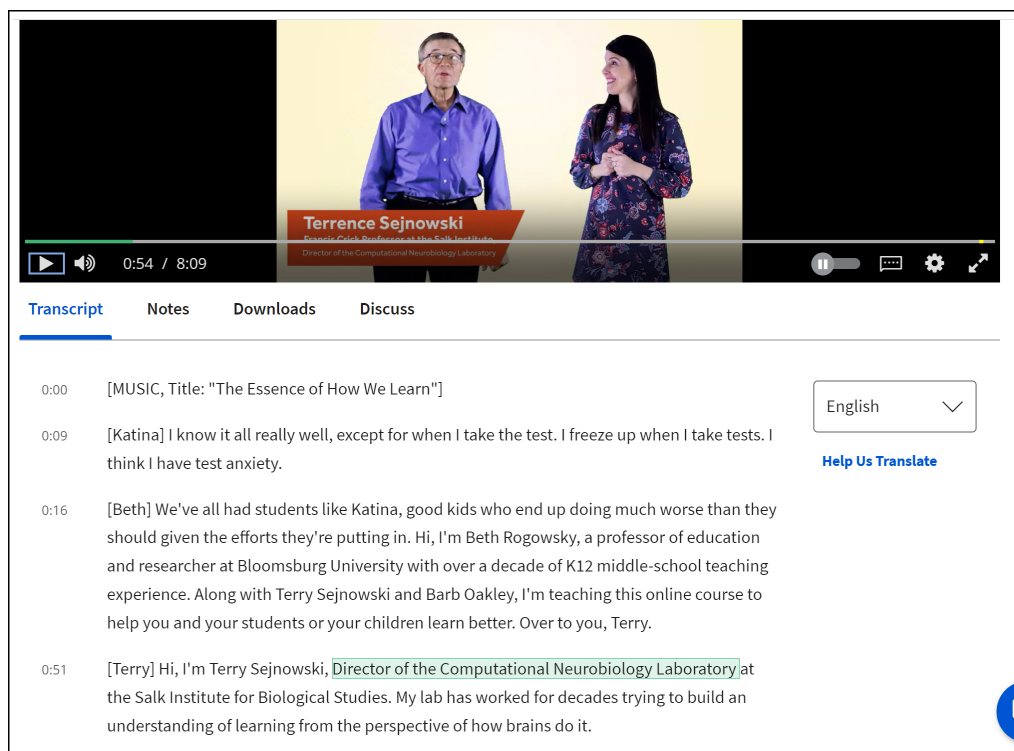 Terrence Sejnowski
Francis Crick Professor at the Salk Institute
Director of the Computational Neurobiology Laboratory
0:54 / 8:09
Transcript Notes Downloads Discuss
0:00 [MUSIC, Title: "The Essence of How We Learn"]
English
0:09 [Katina] I know it all really well, except for when I take the test. I freeze up when I take tests. I
think I have test anxiety.
Help Us Translate
0:16 [Beth] We've all had students like Katina, good kids who end up doing much worse than they
should given the efforts they're putting in. Hi, I'm Beth Rogowsky, a professor of education
and researcher at Bloomsburg University with over a decade of K12 middle-school teaching
experience. Along with Terry Sejnowski and Barb Oakley, I'm teaching this online course to
help you and your students or your children learn better. Over to you, Terry.
0:51 [Terry] Hi, I'm Terry Sejnowski, Director of the Computational Neurobiology Laboratory at
the Salk Institute for Biological Studies. My lab has worked for decades trying to build an
understanding of learning from the perspective of how brains do it.